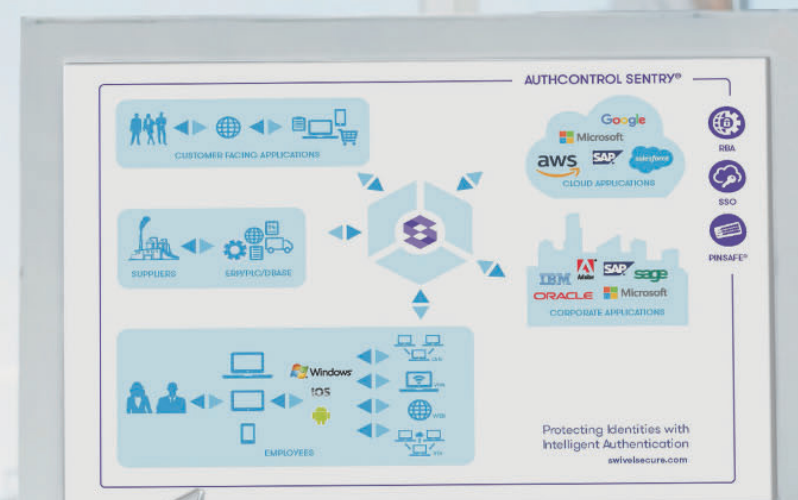 AUTHCONTROL SENTRY®
CUSTOMER FACING APPLICATIONS
Google
Microsoft
aws
SAP
salesforce
CLOUD APPLICATIONS
RBA
SSO
PINSAFE®
SUPPLIERS
ERP/PLC/DBASE
IBM
Adobe
SAP
sage
ORACLE
Microsoft
CORPORATE APPLICATIONS
Windows
IOS
EMPLOYEES
Protecting Identities with
Intelligent Authentication
swivelsecure.com